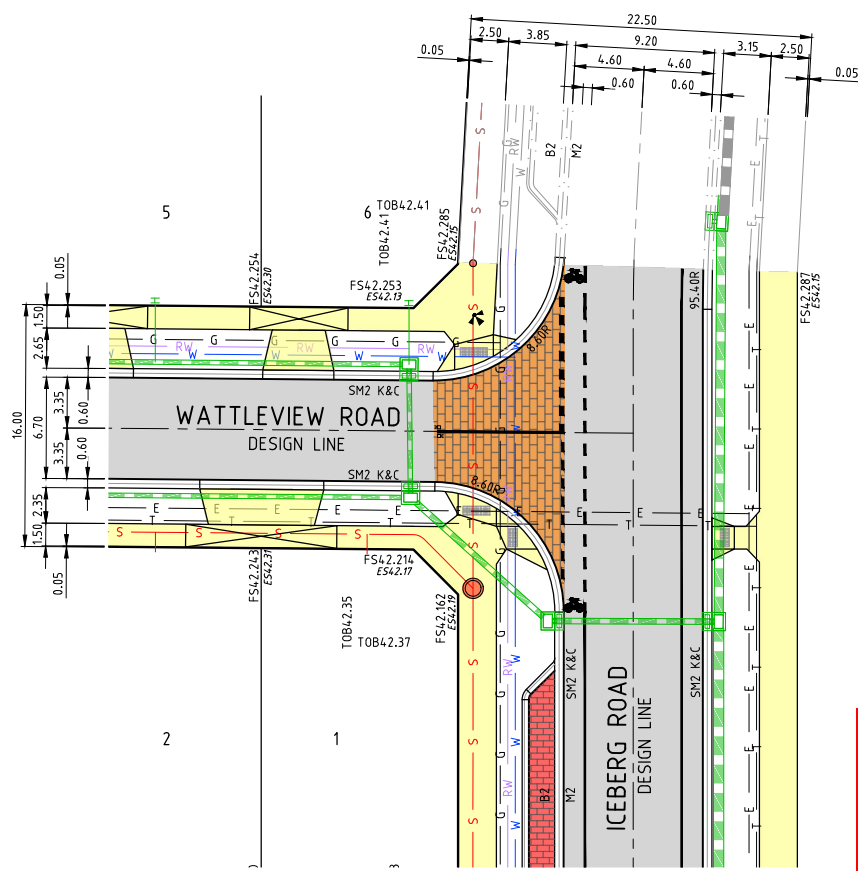 22.50
2.50
3.85
9.20
3.15
2.50
0.05
4.60
4.60
0.05
0.60
0.60
B2
M2
S
G
RW
W
E
T
5
6
TOB42.41
TOB42.41
FS42.285
ES42.15
FS42.254
ES42.30
FS42.253
ES42.13
FS42.287
ES42.15
95.40R
0.05
1.50
2.65
G
G
G
G
RW
RW
RW
W
W
W
W
8.60R
SM2 K&C
16.00
6.70
3.35
0.60
WATTLEVIEW ROAD
DESIGN LINE
3.35
0.60
SM2 K&C
8.60R
2.35
E
E
E
E
E
E
E
T
T
T
T
T
1.50
S
S
S
S
0.05
FS42.243
ES42.31
FS42.214
ES42.17
FS42.162
ES42.19
TOB42.35
TOB42.37
SM2 K&C
SM2 K&C
ICEBERG ROAD
DESIGN LINE
2
1
B2
M2
S
G
RW
W
E
T